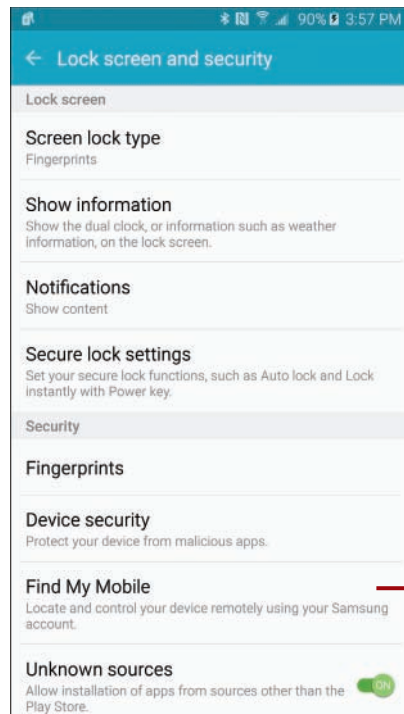 90% 3:57 PM
Lock screen and security
Lock screen
Screen lock type
Fingerprints
Show information
Show the dual clock, or information such as weather
information, on the lock screen.
Notifications
Show content
Secure lock settings
Set your secure lock functions, such as Auto lock and Lock
instantly with Power key.
Security
Fingerprints
Device security
Protect your device from malicious apps.
Find My Mobile
Locate and control your device remotely using your Samsung
account.
Unknown sources
ON
Allow installation of apps from sources other than the
Play Store.